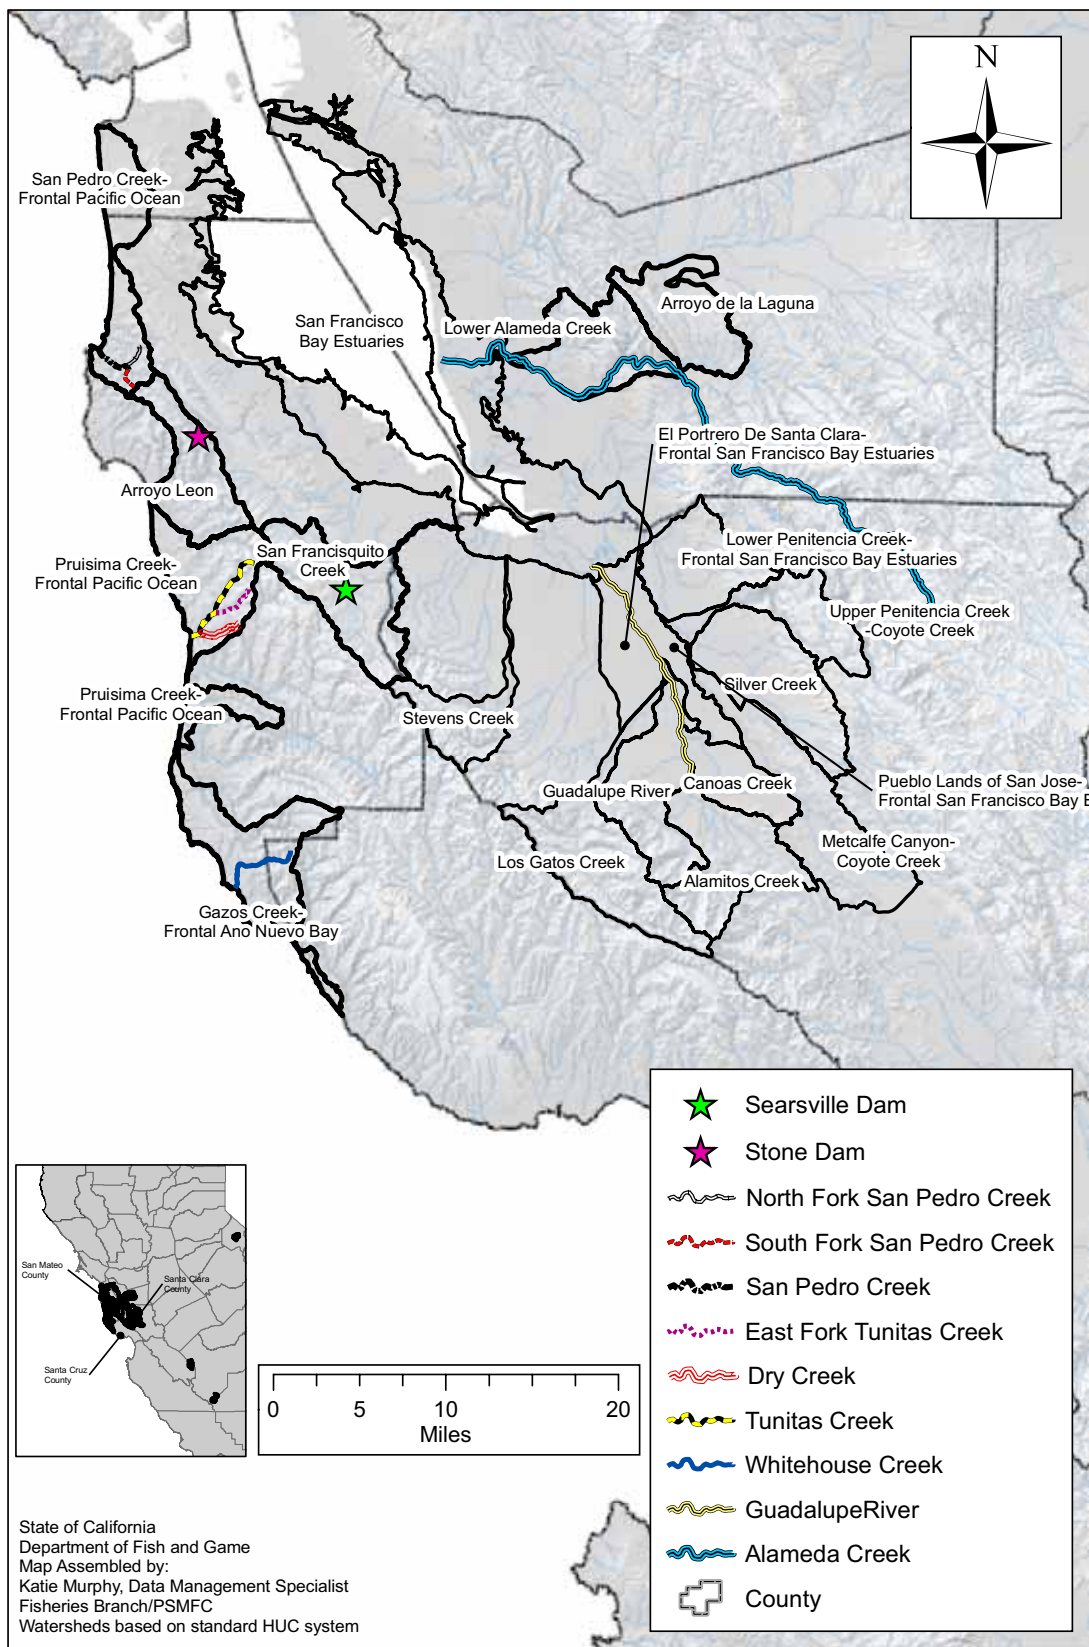 N
San Pedro Creek-
Frontal Pacific Ocean
Arroyo de la Laguna
San Francisco
Bay Estuaries
Lower Alameda Creek
El Portrero De Santa Clara-
Frontal San Francisco Bay Estuaries
Arroyo Leon
Lower Penitencia Creek-
Frontal San Francisco Bay Estuaries
San Francisquito
Creek
Pruisima Creek-
Frontal Pacific Ocean
Upper Penitencia Creek
-Coyote Creek
Silver Creek
Pruisima Creek-
Frontal Pacific Ocean
Stevens Creek
Guadalupe River
Canoas Creek
Pueblo Lands of San Jose-
Frontal San Francisco Bay E
Metcalfe Canyon-
Coyote Creek
Los Gatos Creek
Alamitos Creek
Gazos Creek-
Frontal Ano Nuevo Bay
Searsville Dam
Stone Dam
North Fork San Pedro Creek
South Fork San Pedro Creek
San Pedro Creek
East Fork Tunitas Creek
Dry Creek
Tunitas Creek
Whitehouse Creek
GuadalupeRiver
Alameda Creek
County
San Mateo
County
Santa Clara
County
Santa Cruz
County
0 5 10 20
Miles
State of California
Department of Fish and Game
Map Assembled by:
Katie Murphy, Data Management Specialist
Fisheries Branch/PSMFC
Watersheds based on standard HUC system